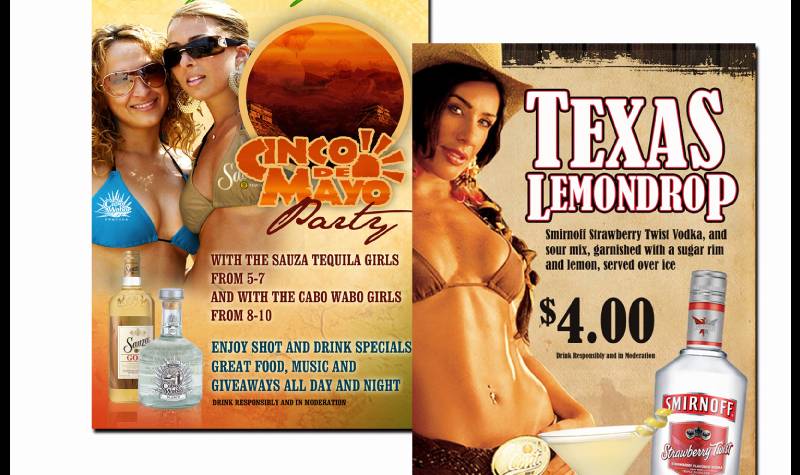 CINCO!
DE
MAYO
Party
WITH THE SAUZA TEQUILA GIRLS
FROM 5-7
AND WITH THE CABO WABO GIRLS
FROM 8-10
ENJOY SHOT AND DRINK SPECIALS
GREAT FOOD, MUSIC AND
GIVEAWAYS ALL DAY AND NIGHT
DRINK RESPONSIBLY AND IN MODERATION
Sauza
Cabo
Wabo
TEXAS
LEMONDROP
Smirnoff Strawberry Twist Vodka, and
sour mix, garnished with a sugar rim
and lemon, served over ice
$4.00
Drink Responsibly and in Moderation
SMIRNOFF
Strawberry Twist